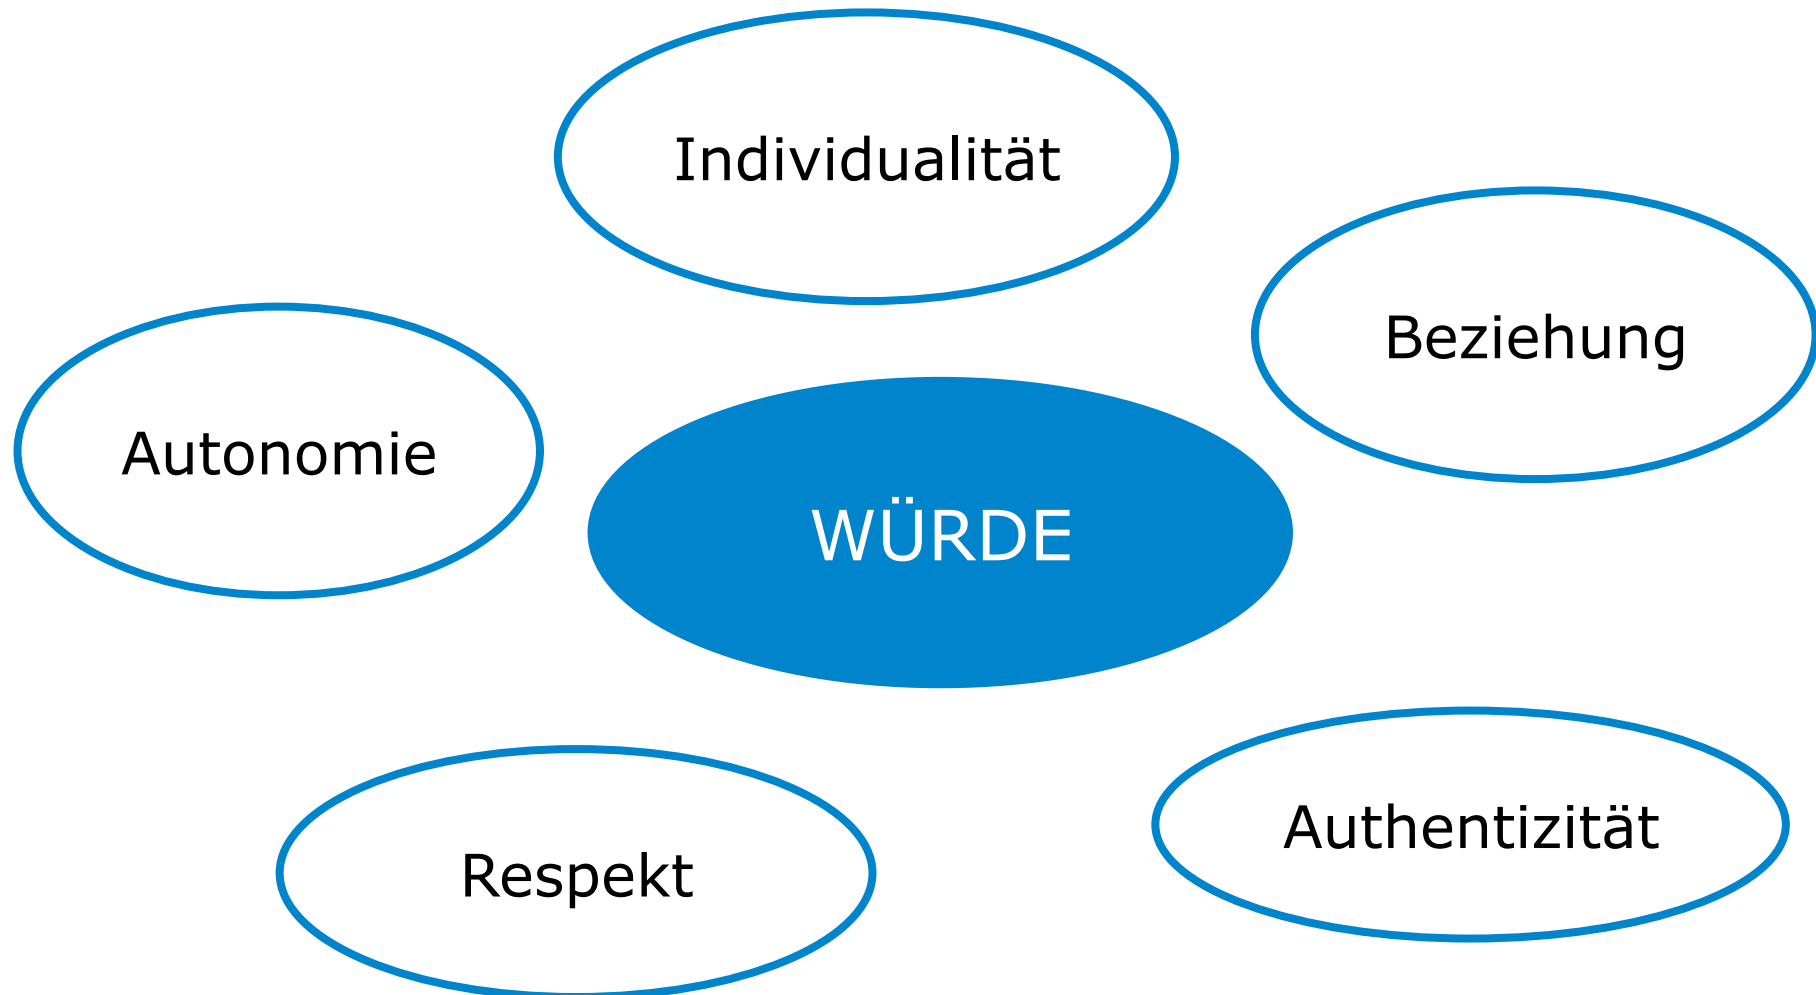 Individualität
Beziehung
Autonomie
WÜRDE
Authentizität
Respekt